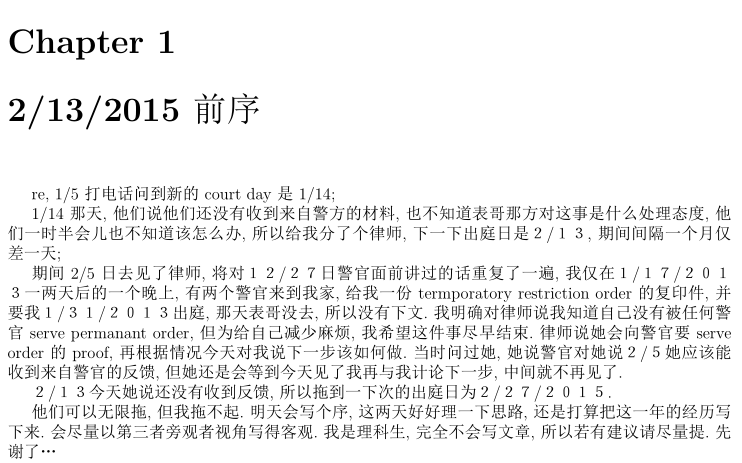 Chapter 1
2/13/2015 前序
re, 1/5 打电话问到新的 court day 是 1/14;
1/14 那天, 他们说他们还没有收到来自警方的材料, 也不知道表哥那方对这事是什么处理态度, 他
们一时半会儿也不知道该怎么办, 所以给我分了个律师, 下一下出庭日是２/１３, 期间间隔一个月仅
差一天;
期间 2/5 日去见了律师, 将对１２/２７日警官面前讲过的话重复了一遍, 我仅在１/１７/２０１
３一两天后的一个晚上, 有两个警官来到我家, 给我一份 termporatory restriction order 的复印件, 并
要我１/３１/２０１３出庭, 那天表哥没去, 所以没有下文. 我明确对律师说我知道自己没有被任何警
官 serve permanant order, 但为给自己减少麻烦, 我希望这件事尽早结束. 律师说她会向警官要 serve
order 的 proof, 再根据情况今天对我说下一步该如何做. 当时问过她, 她说警官对她说２/５她应该能
收到来自警官的反馈, 但她还是会等到今天见了我再与我计论下一步, 中间就不再见了.
２/１３今天她说还没有收到反馈, 所以拖到一下次的出庭日为２/２７/２０１５.
他们可以无限拖, 但我拖不起. 明天会写个序, 这两天好好理一下思路, 还是打算把这一年的经历写
下来. 会尽量以第三者旁观者视角写得客观. 我是理科生, 完全不会写文章, 所以若有建议请尽量提. 先
谢了⋯